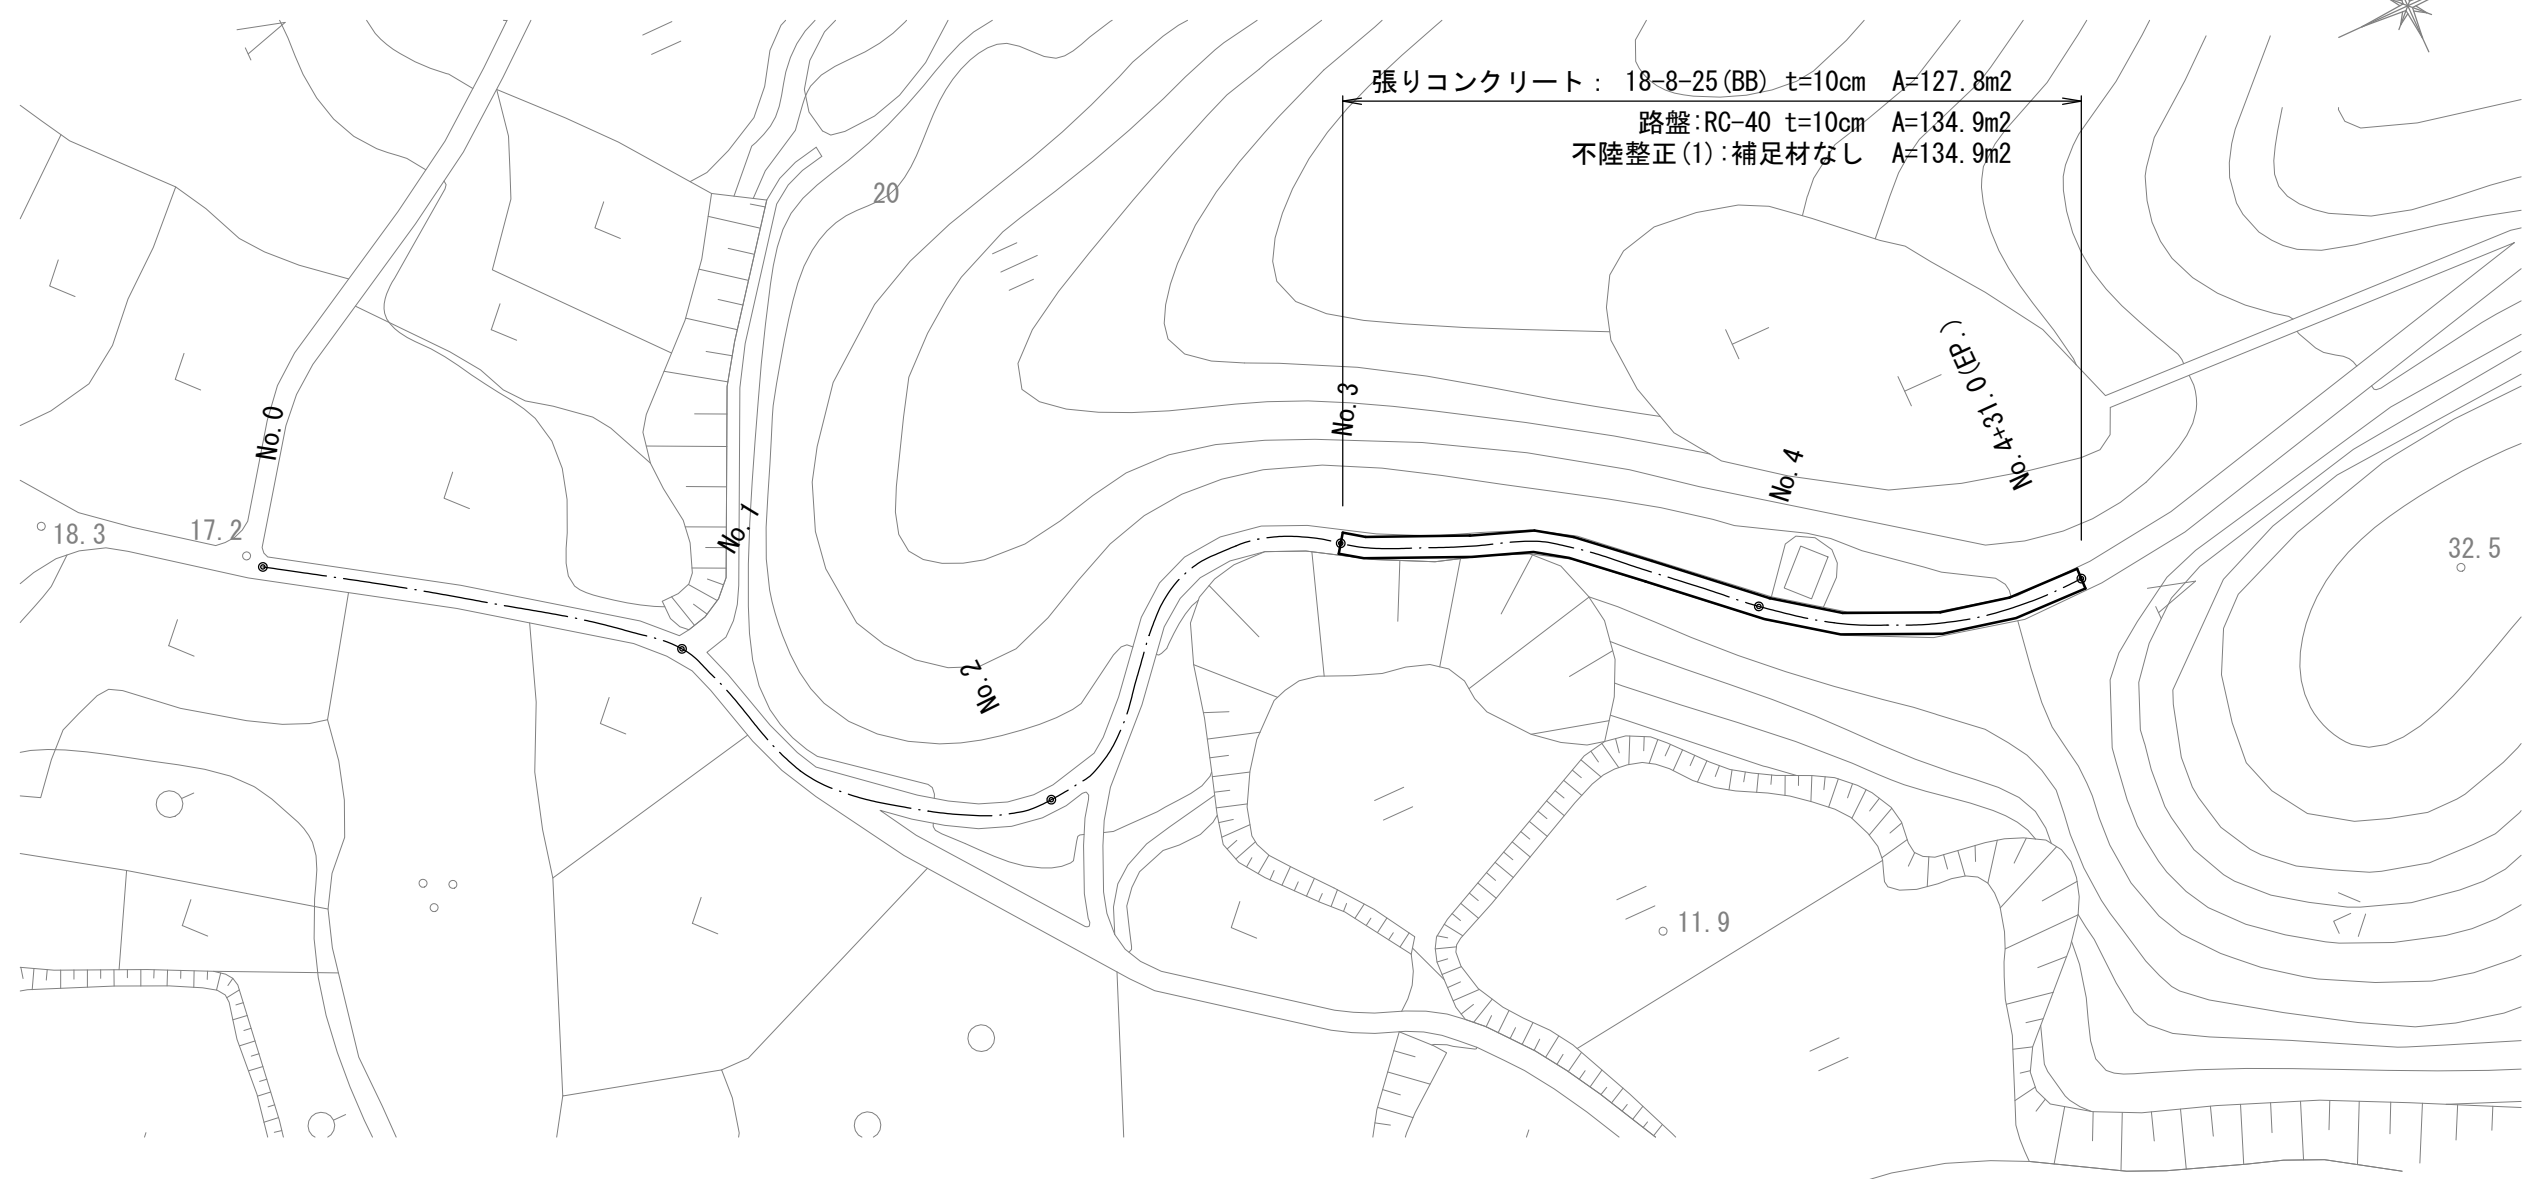 張りコンクリート： 18-8-25(BB) t=10cm A=127.8m2
路盤:RC-40 t=10cm A=134.9m2
不陸整正(1):補足材なし A=134.9m2
20
No.0
No.3
No.4
No.4+31.0(EP.)
No.1
18.3
17.2
32.5
No.2
11.9